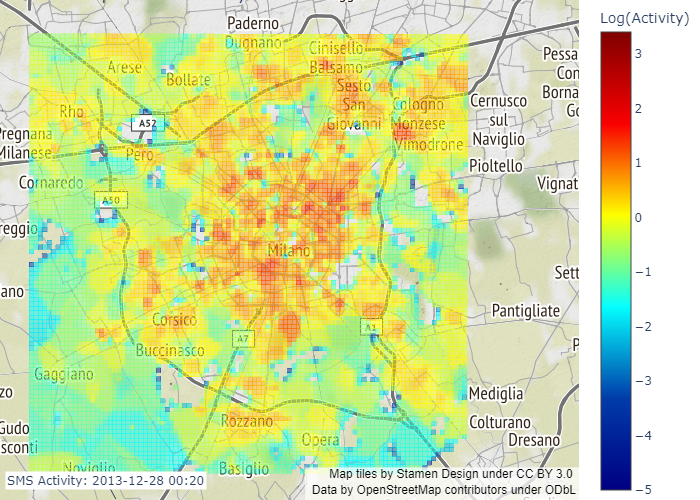 Log(Activity)
3
2
1
0
−1
−2
−3
−4
−5
Paderno
Dugnano
Cinisello
Balsamo
Arese
Bollate
Sesto
San
Giovanni
Rho
Cologno
Monzese
Vimodrone
Cernusco
sul
Naviglio
Pessa
Con
Borna
Go
A52
Pregnana
Milanese
Pero
Pioltello
Cornaredo
Vignat
A50
reggio
Milano
Sett
ano
Pantigliate
Corsico
A7
A1
P
Buccinasco
Gaggiano
zo
Mediglia
Rozzano
Colturano
Gudo
sconti
Opera
Dresano
Noviglio
Basiglio
SMS Activity: 2013-12-28 00:20
Map tiles by Stamen Design under CC BY 3.0
Data by OpenStreetMap contributors under ODbL